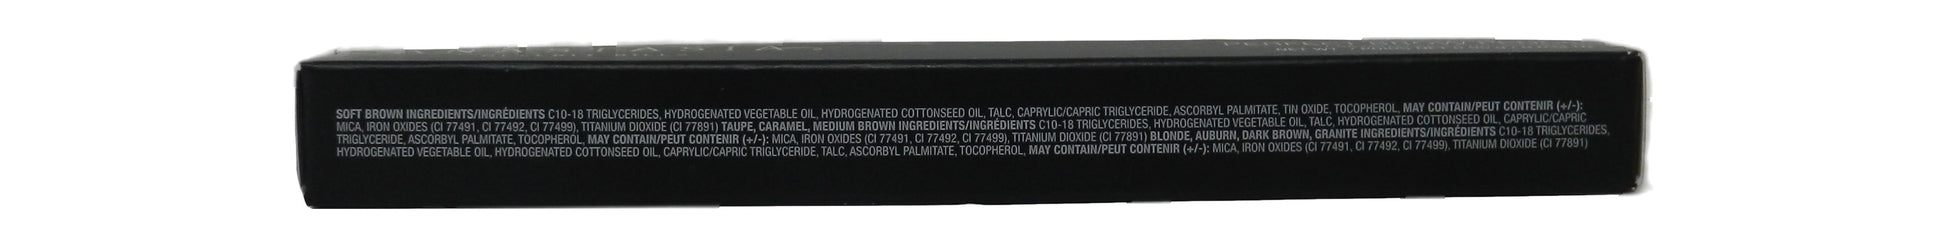 SOFT BROWN INGREDIENTS/INGRÉDIENTS C10-18 TRIGLYCERIDES, HYDROGENATED VEGETABLE OIL, HYDROGENATED COTTONSEED OIL, TALC, CAPRYLIC/CAPRIC TRIGLYCERIDE, ASCORBYL PALMITATE, TIN OXIDE, TOCOPHEROL, MAY CONTAIN/PEUT CONTENIR (+/-):
MICA, IRON OXIDES (CI 77491, CI 77492, CI 77499), TITANIUM DIOXIDE (CI 77891) TAUPE, CARAMEL, MEDIUM BROWN INGREDIENTS/INGRÉDIENTS C10-18 TRIGLYCERIDES, HYDROGENATED VEGETABLE OIL, TALC, HYDROGENATED COTTONSEED OIL, CAPRYLIC/CAPRIC
TRIGLYCERIDE, ASCORBYL PALMITATE, TOCOPHEROL, MAY CONTAIN/PEUT CONTENIR (+/-): MICA, IRON OXIDES (CI 77491, CI 77492, CI 77499), TITANIUM DIOXIDE (CI 77891) BLONDE, AUBURN, DARK BROWN, GRANITE INGREDIENTS/INGRÉDIENTS C10-18 TRIGLYCERIDES,
HYDROGENATED VEGETABLE OIL, HYDROGENATED COTTONSEED OIL, CAPRYLIC/CAPRIC TRIGLYCERIDE, TALC, ASCORBYL PALMITATE, TOCOPHEROL, MAY CONTAIN/PEUT CONTENIR (+/-): MICA, IRON OXIDES (CI 77491, CI 77492, CI 77499), TITANIUM DIOXIDE (CI 77891)